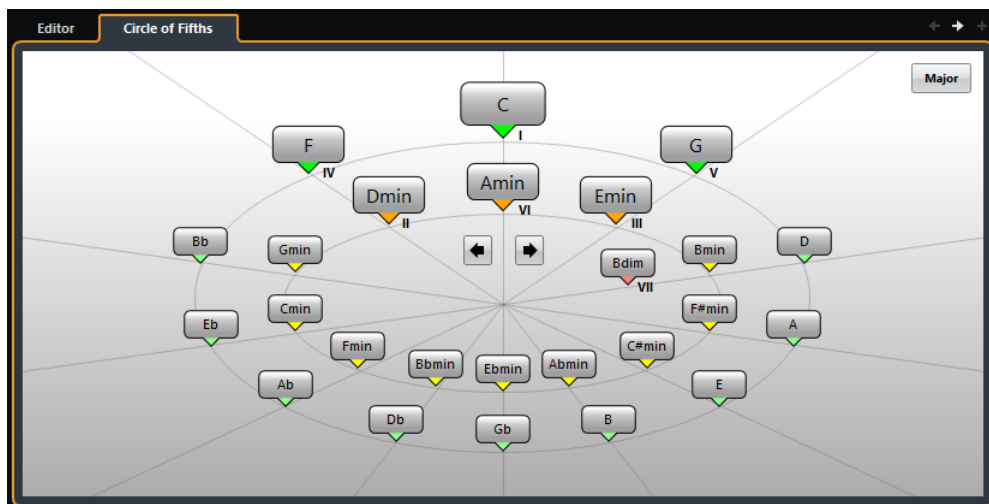 Editor
Circle of Fifths
Major
C
I
F
IV
G
V
Dmin
II
Amin
VI
Emin
III
Bb
Gmin
Bdim
VII
Bmin
D
Eb
Cmin
F#min
A
Fmin
C#min
Bbmin
Ebmin
Abmin
Ab
E
Db
Gb
B